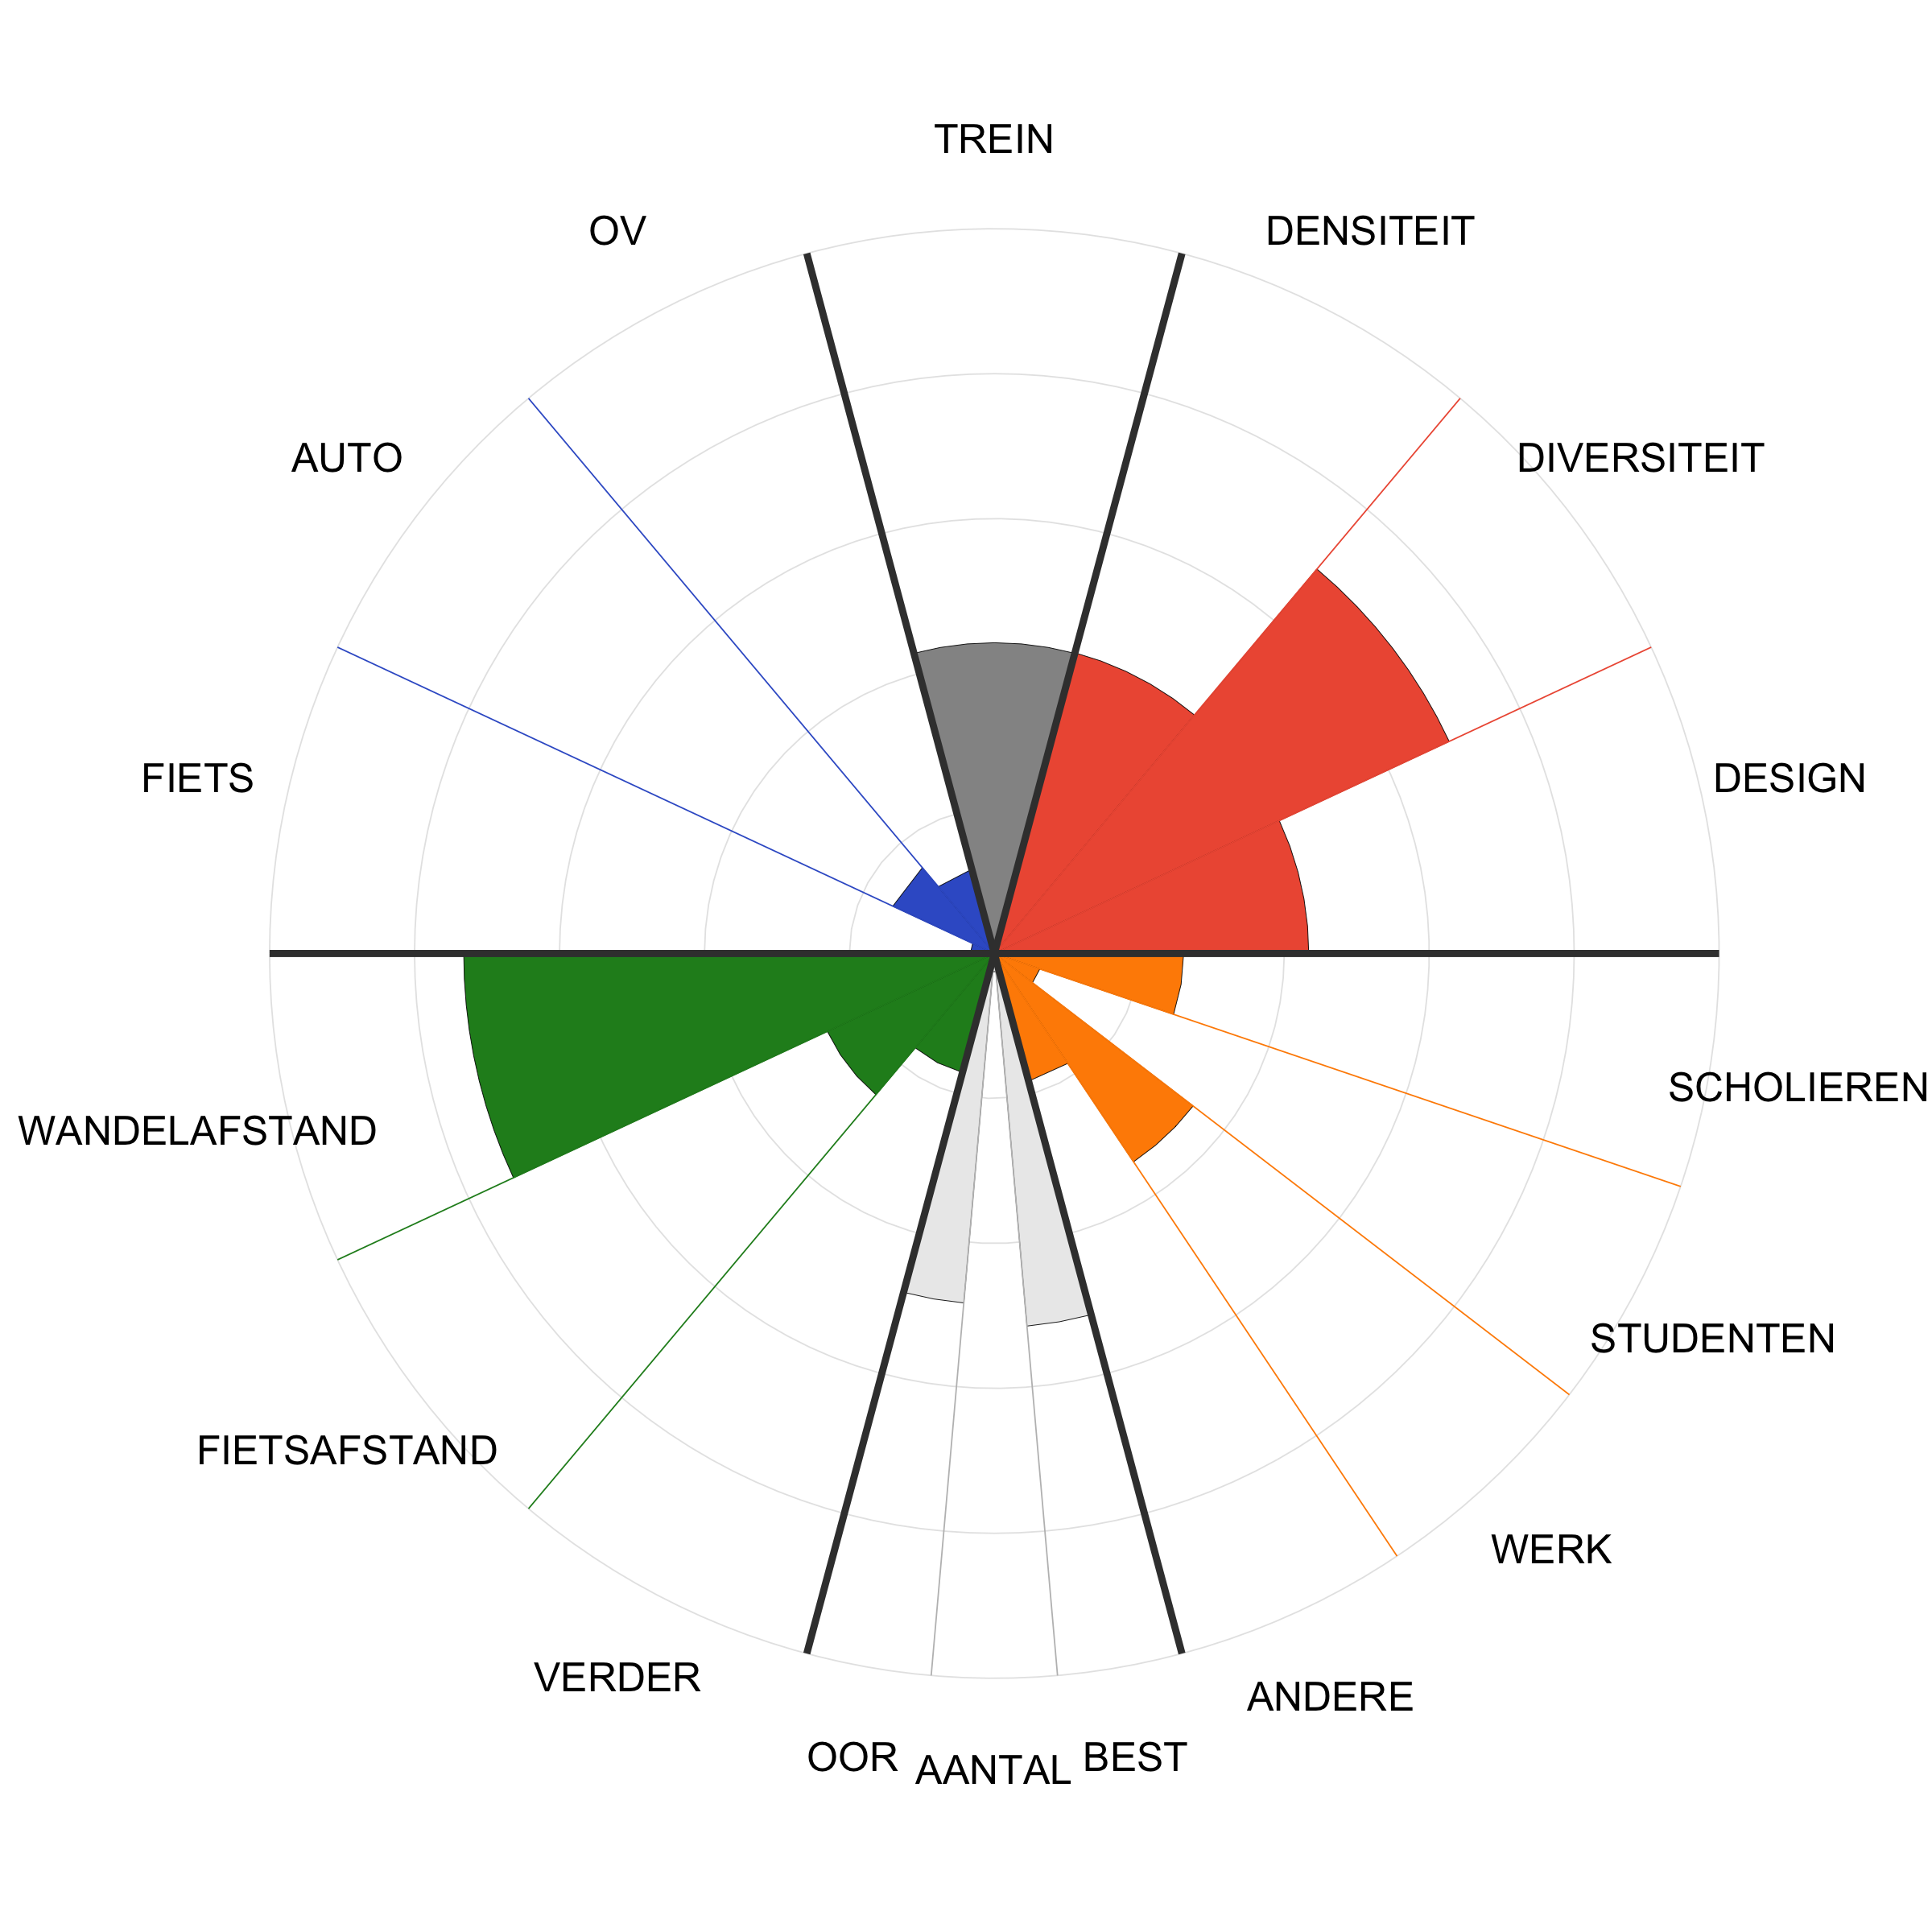 TREIN
OV
DENSITEIT
AUTO
DIVERSITEIT
FIETS
DESIGN
SCHOLIEREN
WANDELAFSTAND
STUDENTEN
FIETSAFSTAND
WERK
VERDER
ANDERE
OOR
AANTAL
BEST